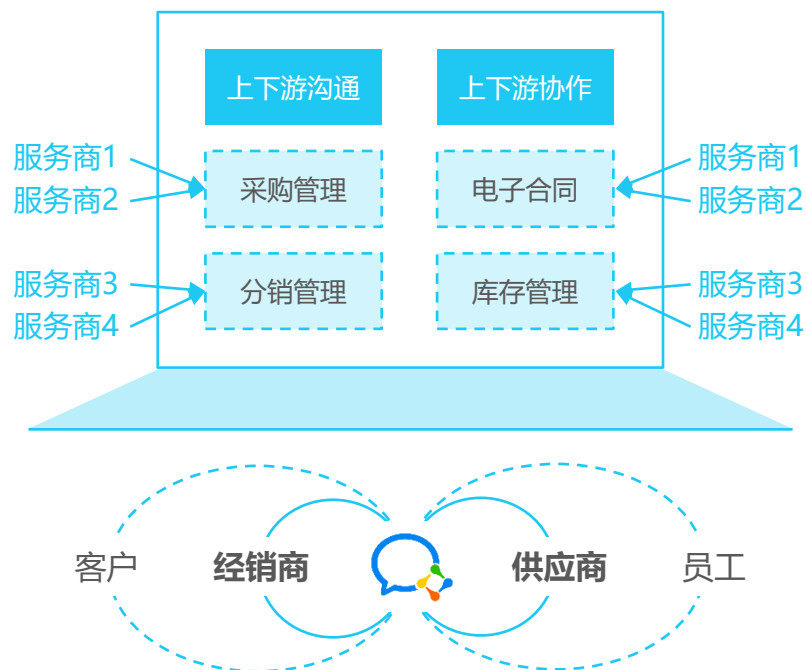 上下游沟通 上下游协作
服务商1 服务商1
采购管理 电子合同
服务商2 服务商2
服务商3 服务商3
分销管理 库存管理
服务商4 服务商4
客户 经销商 供应商 员工